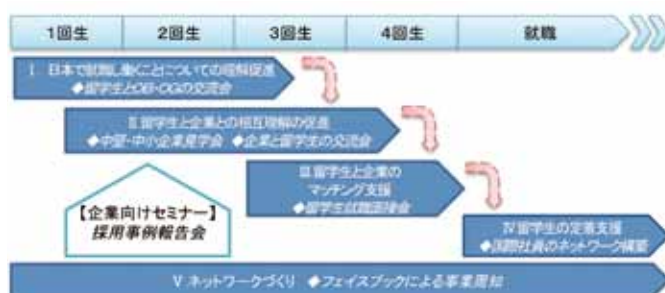 1回生 2回生 3回生 4回生 就職
Ⅰ 日本で就職し働くことについての理解促進
◆留学生とOB・OGの交流会
Ⅱ 留学生と企業との相互理解の促進
◆中堅・中小企業見学会 ◆企業と留学生の交流会
Ⅲ 留学生と企業の
マッチング支援
◆留学生就職面接会
【企業向けセミナー】
採用事例報告会
Ⅳ 留学生の定着支援
◆国際社員のネットワーク構築
Ⅴ ネットワークづくり ◆フェイスブックによる事業周知